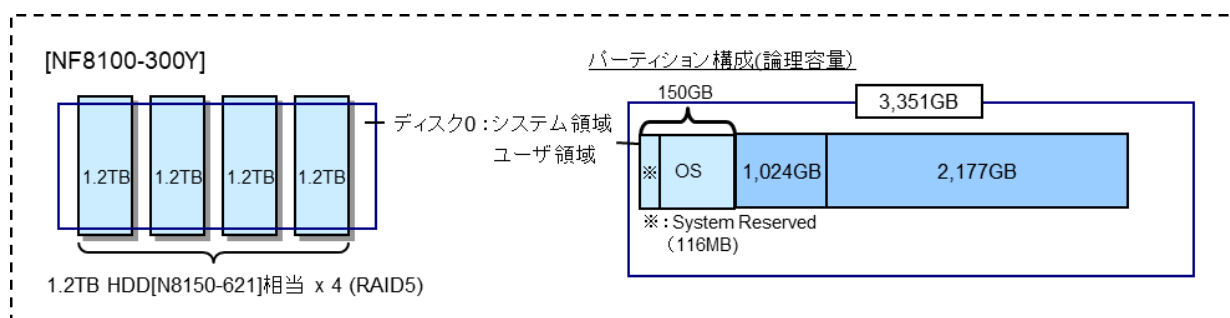 [NF8100-300Y]
パーティション構成(論理容量)
150GB
3,351GB
ディスク0：システム領域
ユーザ領域
1.2TB
1.2TB
1.2TB
1.2TB
※
OS
1,024GB
2,177GB
※：System Reserved
（116MB）
1.2TB HDD[N8150-621]相当 x 4 (RAID5)